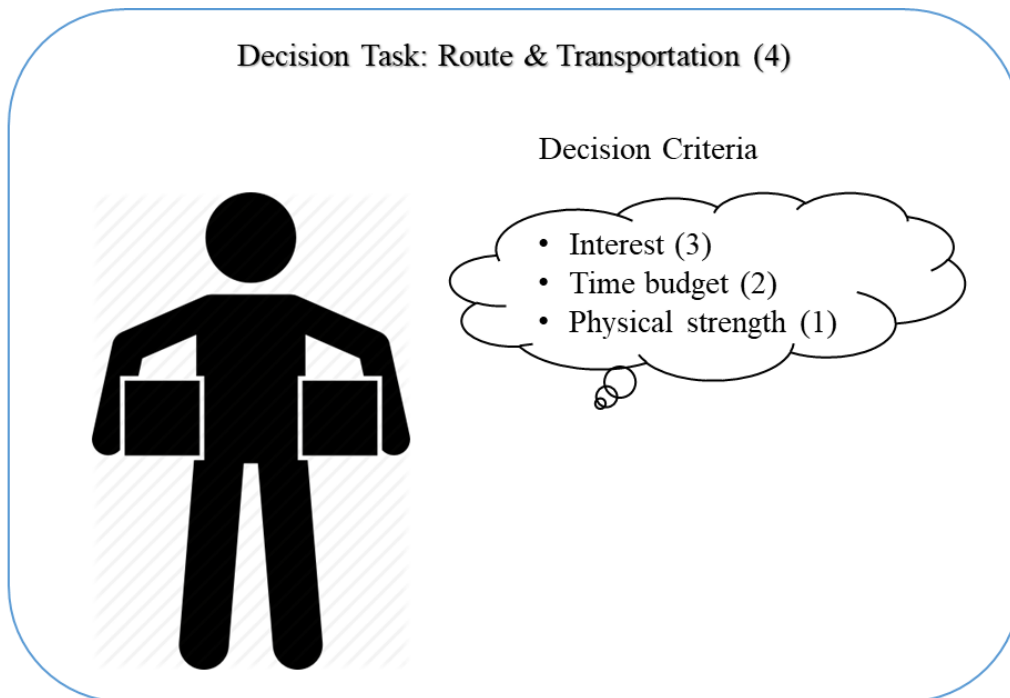 Decision Task: Route & Transportation (4)
Decision Criteria
• Interest (3)
• Time budget (2)
• Physical strength (1)